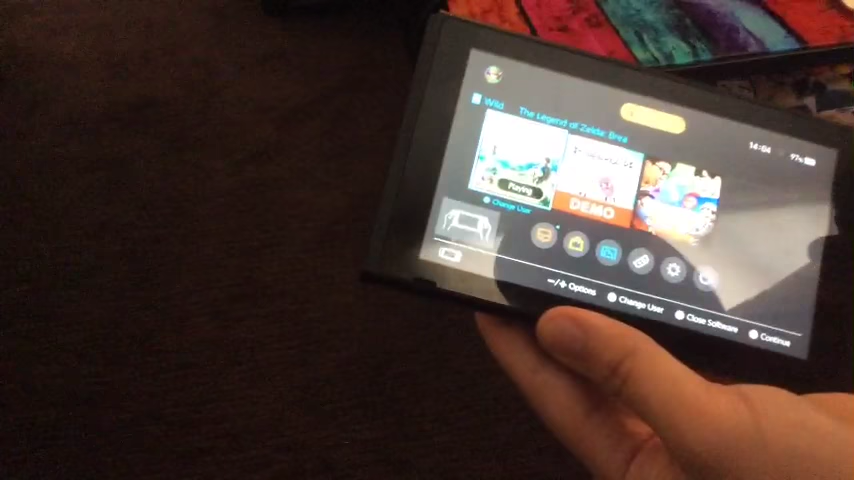 Wild   The Legend of Zelda: Brea
14:04   97%
Playing
DEMO
Change User
−/+ Options   Change User   Close Software   Continue